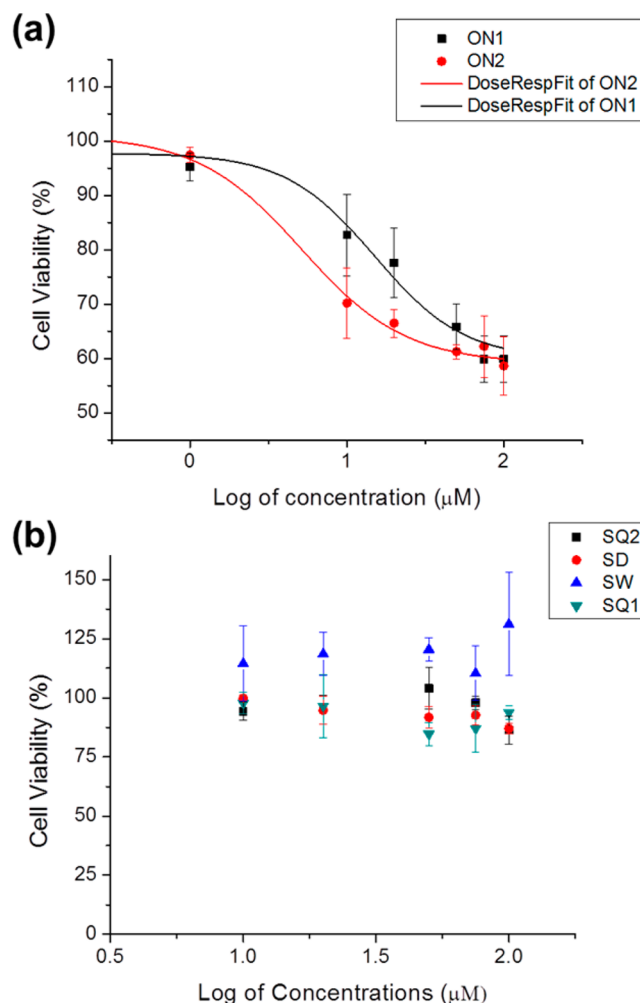 (a)
ON1
ON2
DoseRespFit of ON2
DoseRespFit of ON1
110
100
90
80
70
60
50
Cell Viability (%)
0
1
2
Log of concentration (μM)
(b)
SQ2
SD
SW
SQ1
150
125
100
75
50
25
0
Cell Viability (%)
0.5
1.0
1.5
2.0
Log of Concentrations (μM)